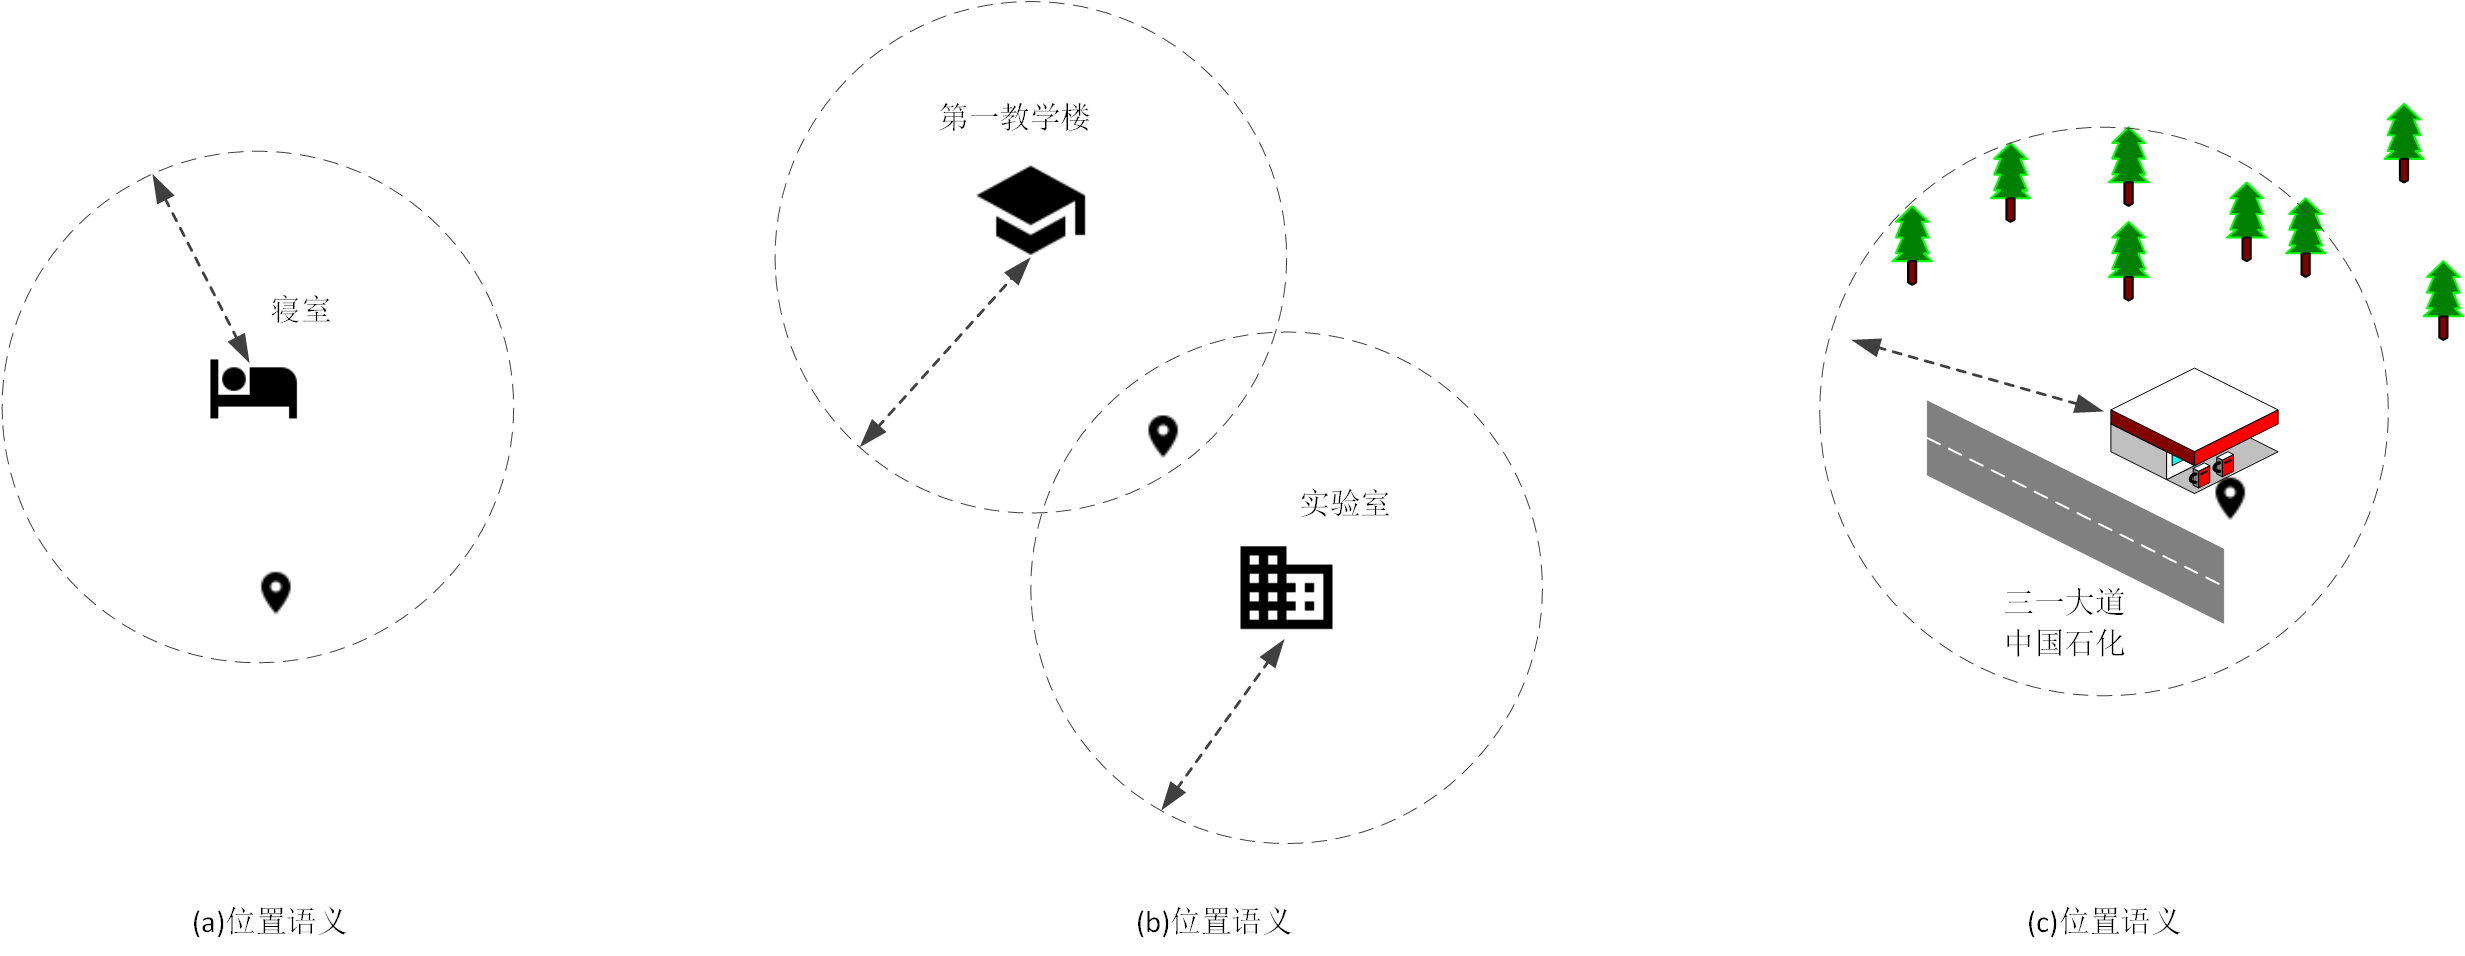 寝室
(a)位置语义
第一教学楼
实验室
(b)位置语义
三一大道
中国石化
(c)位置语义